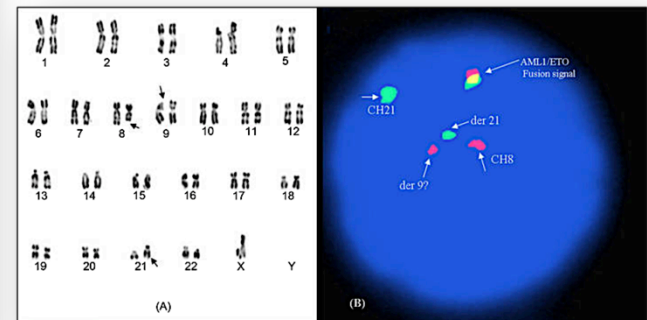 1 2 3 4 5
6 7 8 9 10 11 12
13 14 15 16 17 18
19 20 21 22 X Y
(A)
AML1/ETO
Fusion signal
CH21
der 21
CH8
der 9?
(B)